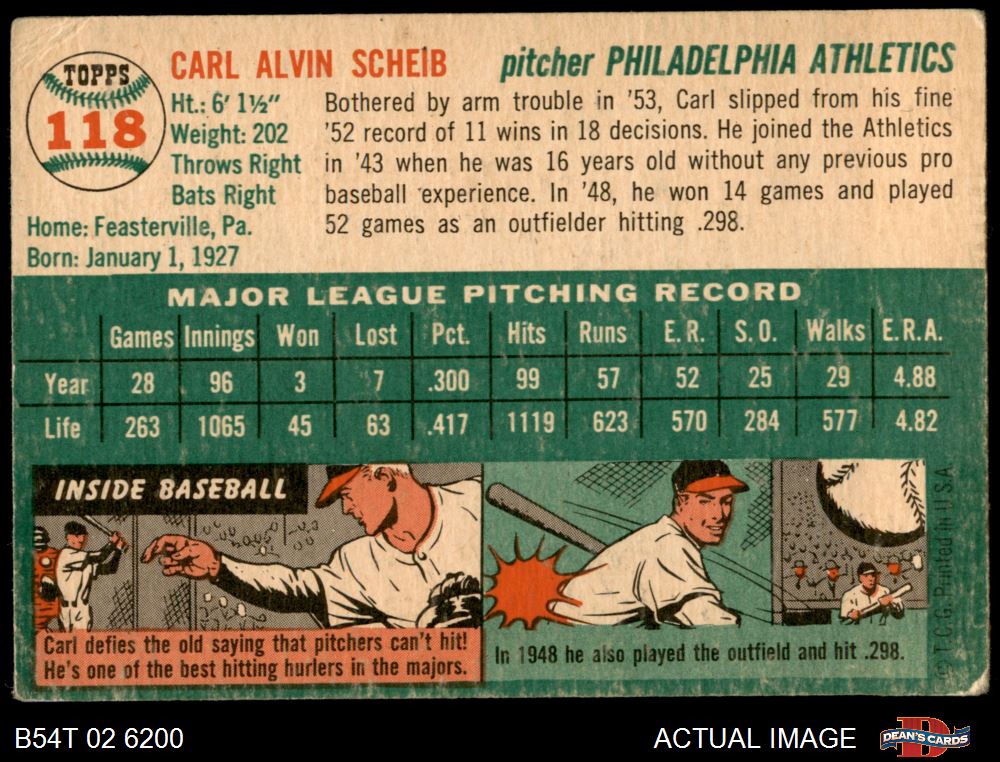 TOPPS
118
CARL ALVIN SCHEIB
pitcher PHILADELPHIA ATHLETICS
Ht.: 6' 1½"
Weight: 202
Throws Right
Bats Right
Home: Feasterville, Pa.
Born: January 1, 1927
Bothered by arm trouble in '53, Carl slipped from his fine
'52 record of 11 wins in 18 decisions. He joined the Athletics
in '43 when he was 16 years old without any previous pro
baseball experience. In '48, he won 14 games and played
52 games as an outfielder hitting .298.
MAJOR LEAGUE PITCHING RECORD
Games Innings Won Lost Pct. Hits Runs E. R. S. O. Walks E.R.A.
Year 28 96 3 7 .300 99 57 52 25 29 4.88
Life 263 1065 45 63 .417 1119 623 570 284 577 4.82
INSIDE BASEBALL
Carl defies the old saying that pitchers can't hit!
He's one of the best hitting hurlers in the majors.
In 1948 he also played the outfield and hit .298.
© T.C.G. Printed in U.S.A.
B54T 02 6200
ACTUAL IMAGE
D
DEAN'S CARDS